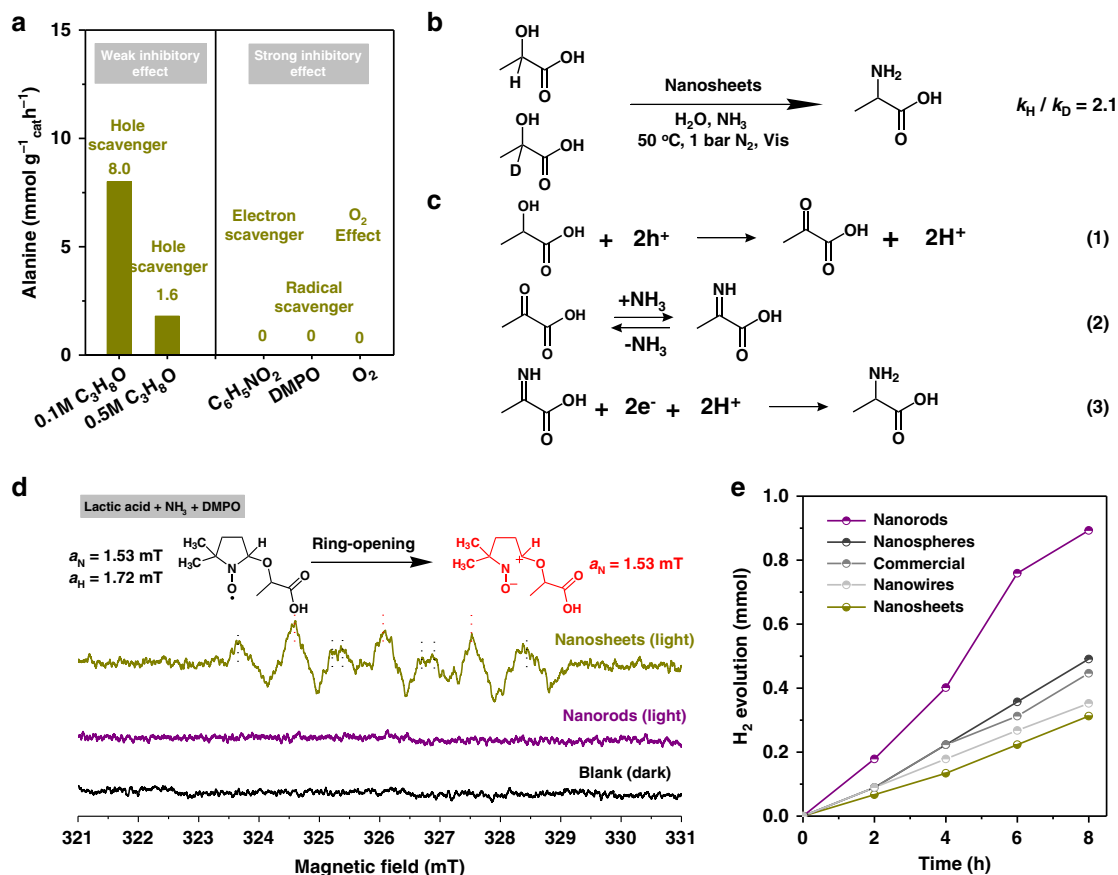 a
15
10
5
0
Alanine (mmol g⁻¹cat h⁻¹)
Weak inhibitory
effect
Strong inhibitory
effect
Hole
scavenger
8.0
Hole
scavenger
1.6
Electron
scavenger
O₂
Effect
Radical
scavenger
0
0
0
0.1M C₃H₈O
0.5M C₃H₈O
C₆H₅NO₂
DMPO
O₂
b
OH
OH
H
O
OH
OH
D
O
Nanosheets
H₂O, NH₃
50 °C, 1 bar N₂, Vis
NH₂
OH
O
kH / kD = 2.1
c
OH
OH
O
+ 2h⁺
O
OH
O
+ 2H⁺
(1)
O
OH
O
+NH₃
-NH₃
NH
OH
O
(2)
NH
OH
O
+ 2e⁻ + 2H⁺
NH₂
OH
O
(3)
d
Lactic acid + NH₃ + DMPO
aN = 1.53 mT
aH = 1.72 mT
H₃C
H₃C
H
N
O
O
O
OH
Ring-opening
H₃C
H₃C
H
N
+
O
O⁻
O
OH
aN = 1.53 mT
Nanosheets (light)
Nanorods (light)
Blank (dark)
321 322 323 324 325 326 327 328 329 330 331
Magnetic field (mT)
e
1.0
0.8
0.6
0.4
0.2
0.0
H₂ evolution (mmol)
Nanorods
Nanospheres
Commercial
Nanowires
Nanosheets
0 2 4 6 8
Time (h)